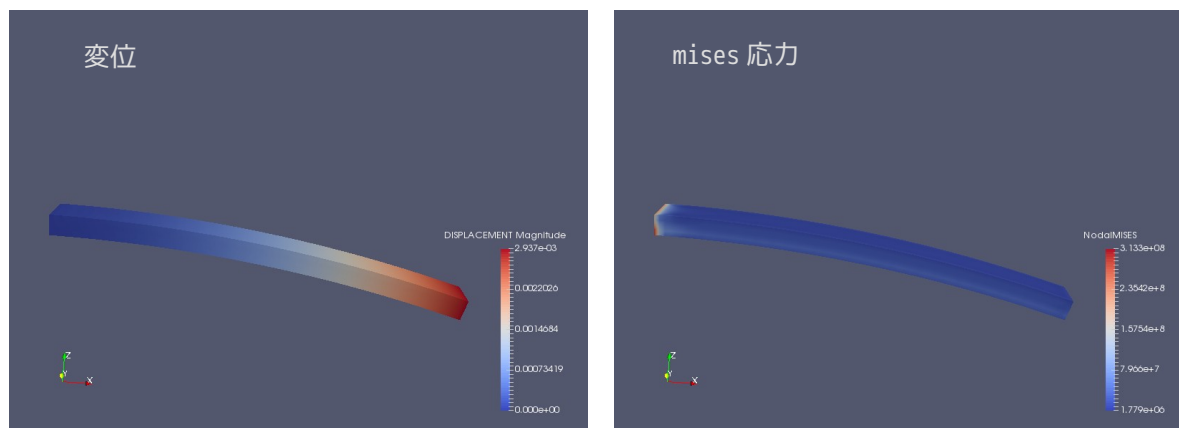 変位
DISPLACEMENT Magnitude
2.937e-03
0.0022026
0.0014684
0.00073419
0.000e+00
Z
Y
X
mises 応力
NodalMISES
3.133e+08
2.3542e+8
1.5754e+8
7.966e+7
1.779e+06
Z
Y
X